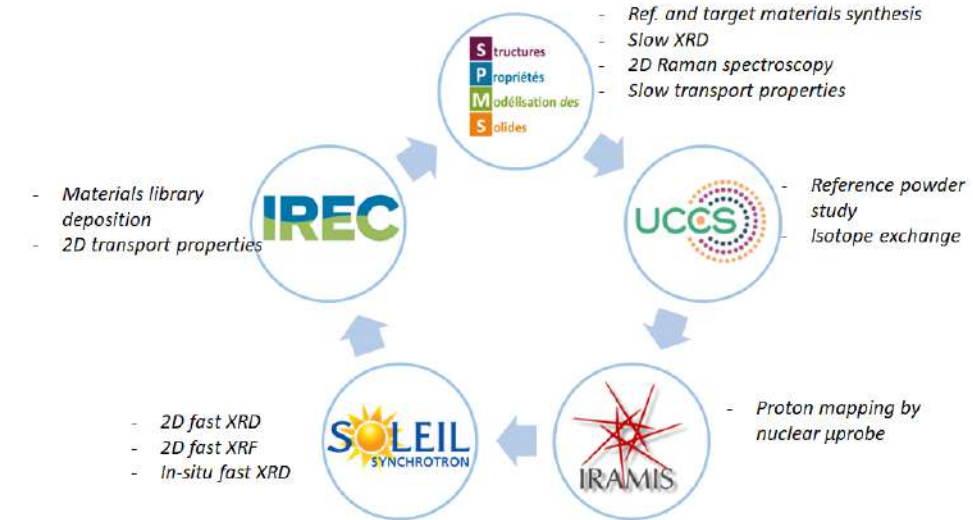 - Ref. and target materials synthesis
- Slow XRD
- 2D Raman spectroscopy
- Slow transport properties
Structures
Propriétés
Modélisation des
Solides
- Reference powder
study
- Isotope exchange
UCCS
- Proton mapping by
nuclear µprobe
IRAMIS
- 2D fast XRD
- 2D fast XRF
- In-situ fast XRD
SOLEIL
SYNCHROTRON
- Materials library
deposition
- 2D transport properties
IREC